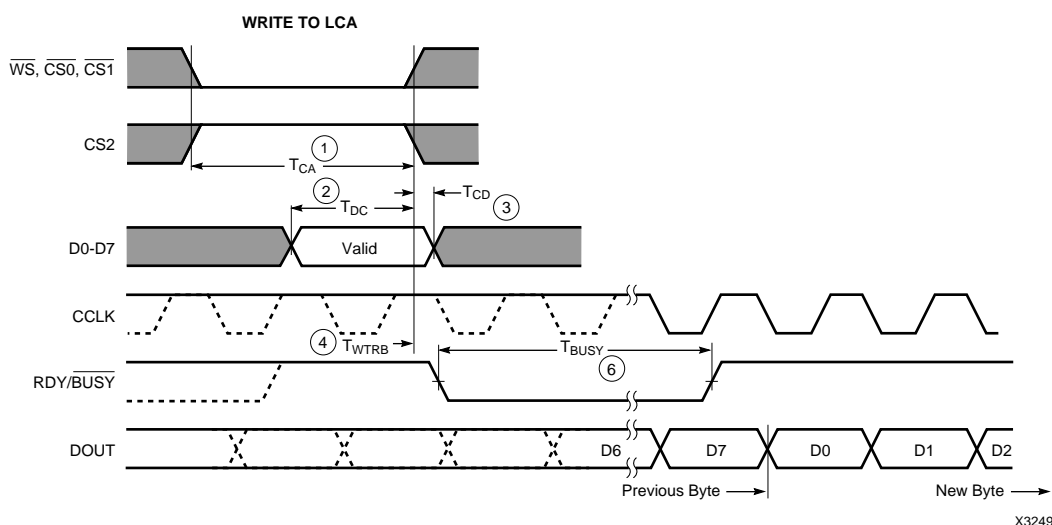 WRITE TO LCA
WS, CS0, CS1
CS2
1
TCA
2
TDC
TCD
3
D0-D7
Valid
CCLK
4
TWTRB
TBUSY
6
RDY/BUSY
DOUT
D6
D7
D0
D1
D2
Previous Byte
New Byte
X3249